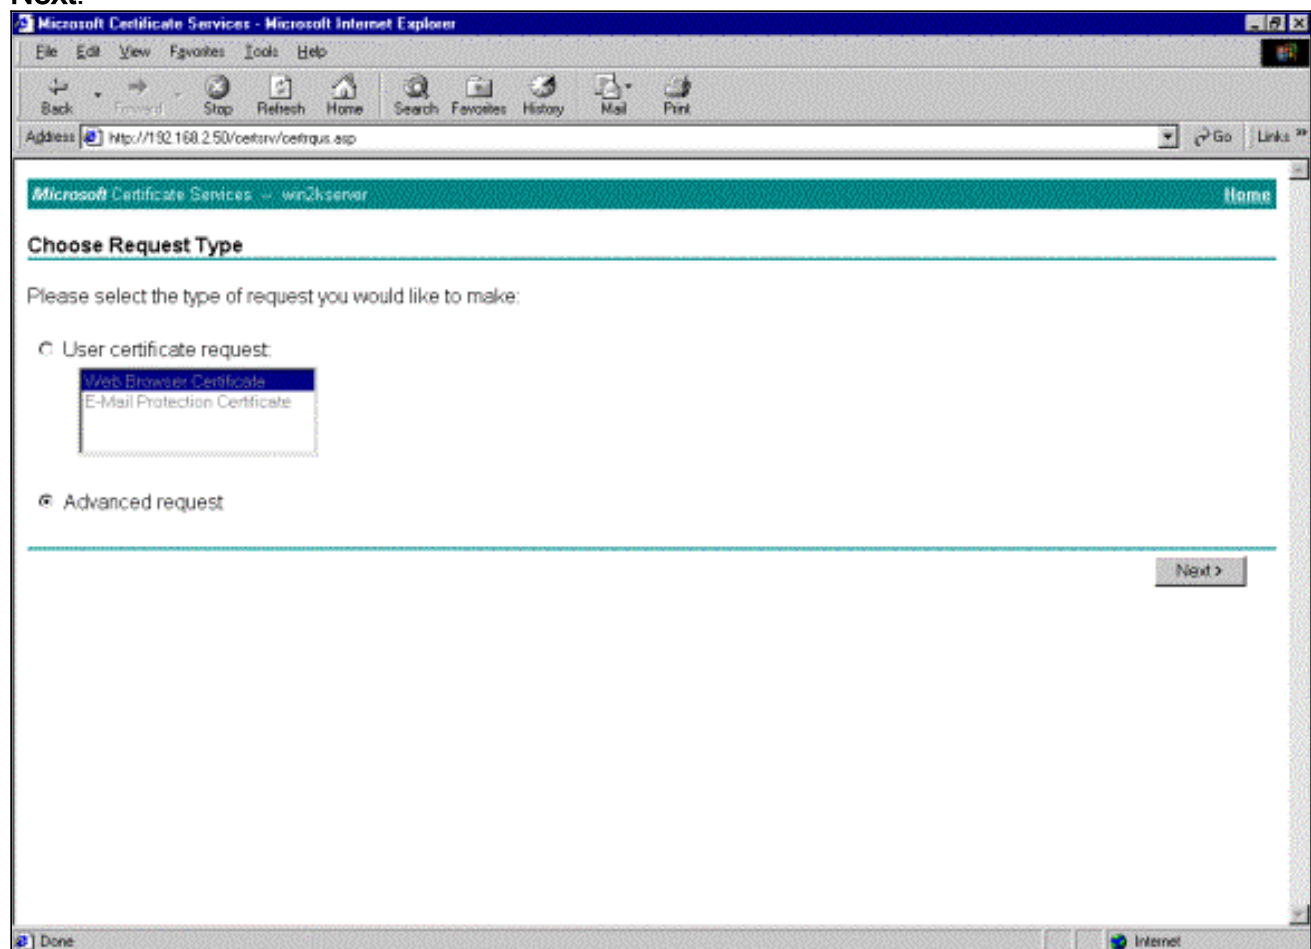 Next.
Microsoft Certificate Services - Microsoft Internet Explorer
File Edit View Favorites Tools Help
Back Forward Stop Refresh Home Search Favorites History Mail Print
Address http://192.168.2.50/certsrv/certrqus.asp Go Links »
Microsoft Certificate Services -- win2kserver Home
Choose Request Type
Please select the type of request you would like to make:
User certificate request:
Web Browser Certificate
E-Mail Protection Certificate
Advanced request
Next >
Done Internet